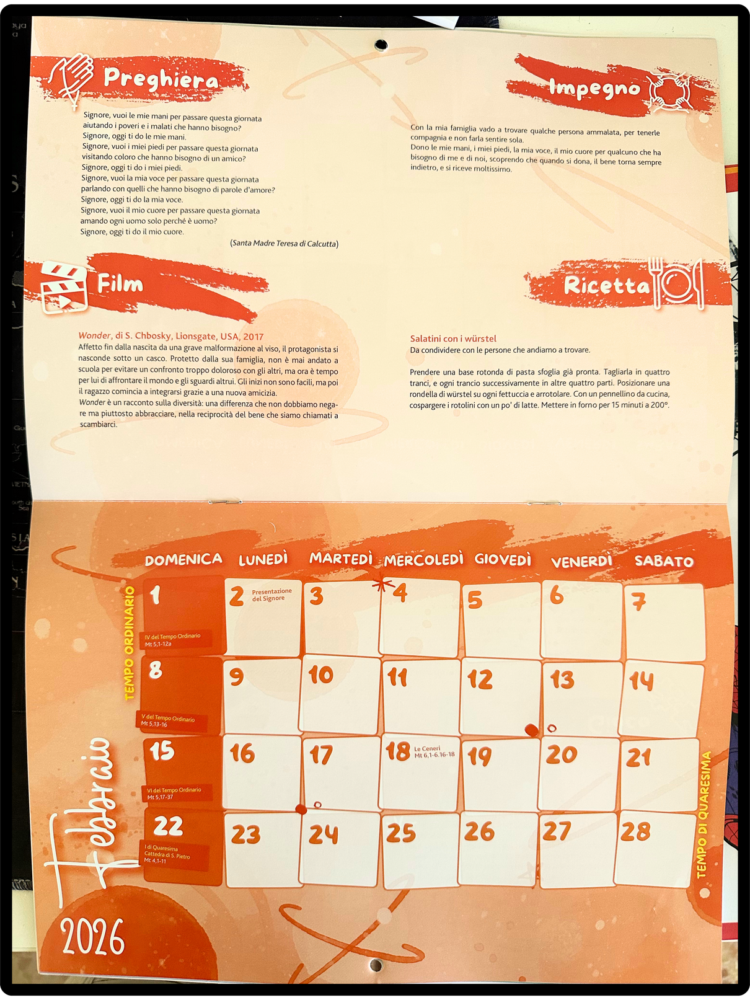 Preghiera
Signore, vuoi le mie mani per passare questa giornata
aiutando i poveri e i malati che hanno bisogno?
Signore, oggi ti do le mie mani.
Signore, vuoi i miei piedi per passare questa giornata
visitando coloro che hanno bisogno di un amico?
Signore, oggi ti do i miei piedi.
Signore, vuoi la mia voce per passare questa giornata
parlando con quelli che hanno bisogno di parole d'amore?
Signore, oggi ti do la mia voce.
Signore, vuoi il mio cuore per passare questa giornata
amando ogni uomo solo perché è uomo?
Signore, oggi ti do il mio cuore.
(Santa Madre Teresa di Calcutta)
Impegno
Con la mia famiglia vado a trovare qualche persona ammalata, per tenerle
compagnia e non farla sentire sola.
Dono le mie mani, i miei piedi, la mia voce, il mio cuore per qualcuno che ha
bisogno di me e di noi, scoprendo che quando si dona, il bene torna sempre
indietro, e si riceve moltissimo.
Film
Wonder, di S. Chbosky, Lionsgate, USA, 2017
Affetto fin dalla nascita da una grave malformazione al viso, il protagonista si
nasconde sotto un casco. Protetto dalla sua famiglia, non è mai andato a
scuola per evitare un confronto troppo doloroso con gli altri, ma ora è tempo
per lui di affrontare il mondo e gli sguardi altrui. Gli inizi non sono facili, ma poi
il ragazzo comincia a integrarsi grazie a una nuova amicizia.
Wonder è un racconto sulla diversità: una differenza che non dobbiamo nega-
re ma piuttosto abbracciare, nella reciprocità del bene che siamo chiamati a
scambiarci.
Ricetta
Salatini con i würstel
Da condividere con le persone che andiamo a trovare.
Prendere una base rotonda di pasta sfoglia già pronta. Tagliarla in quattro
tranci, e ogni trancio successivamente in altre quattro parti. Posizionare una
rondella di würstel su ogni fettuccia e arrotolare. Con un pennellino da cucina,
cospargere i rotolini con un po' di latte. Mettere in forno per 15 minuti a 200°.
DOMENICA LUNEDÌ MARTEDÌ MERCOLEDÌ GIOVEDÌ VENERDÌ SABATO
TEMPO ORDINARIO
1 2 3 4 5 6 7
Presentazione
del Signore
IV del Tempo Ordinario
Mt 5,1-12a
8 9 10 11 12 13 14
V del Tempo Ordinario
Mt 5,13-16
15 16 17 18 19 20 21
Le Ceneri
Mt 6,1-6.16-18
VI del Tempo Ordinario
Mt 5,17-37
22 23 24 25 26 27 28
I di Quaresima
Cattedra di S. Pietro
Mt 4,1-11
TEMPO DI QUARESIMA
Febbraio
2026